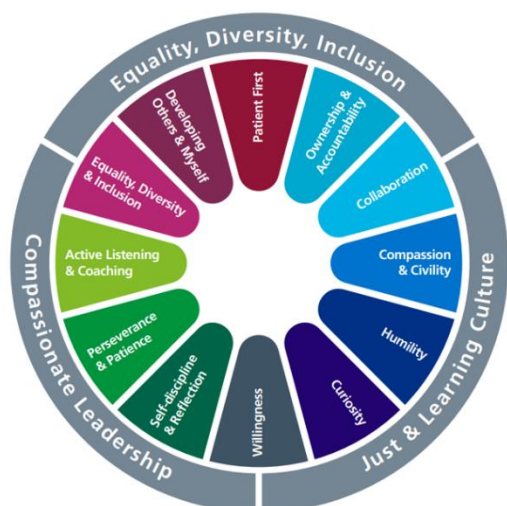 Equality, Diversity, Inclusion
Just & Learning Culture
Compassionate Leadership
Patient First
Ownership &
Accountability
Collaboration
Compassion
& Civility
Humility
Curiosity
Willingness
Self-discipline
& Reflection
Perseverance
& Patience
Active Listening
& Coaching
Equality, Diversity
& Inclusion
Developing
Others & Myself